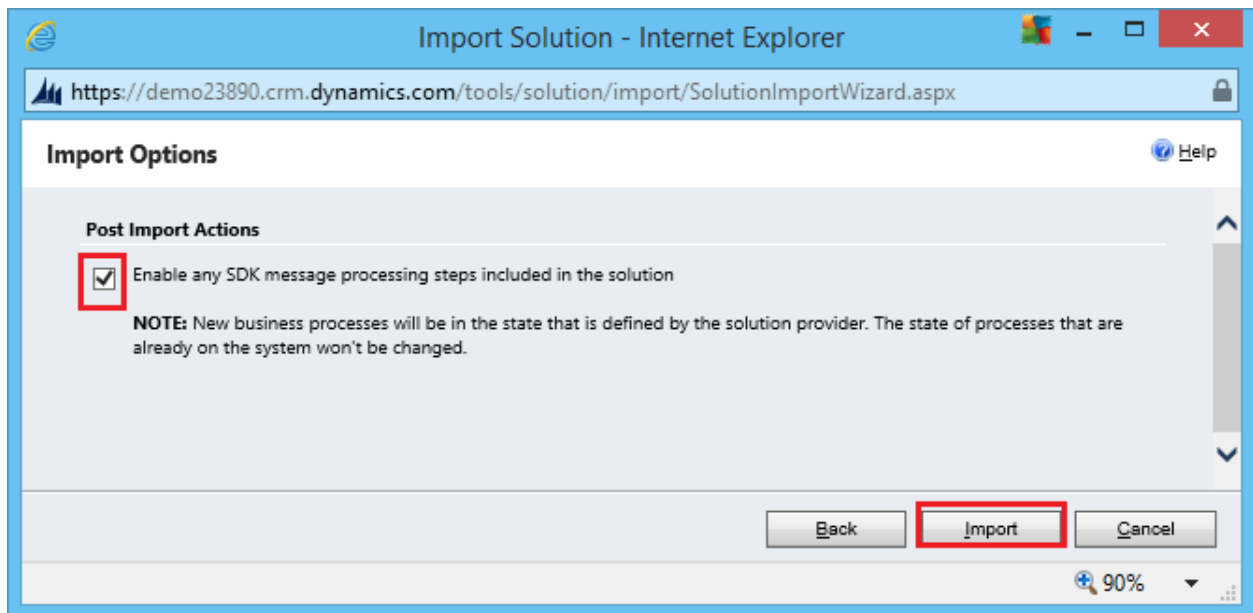 Import Solution - Internet Explorer
https://demo23890.crm.dynamics.com/tools/solution/import/SolutionImportWizard.aspx
Import Options
Help
Post Import Actions
Enable any SDK message processing steps included in the solution
NOTE: New business processes will be in the state that is defined by the solution provider. The state of processes that are
already on the system won't be changed.
Back
Import
Cancel
90%